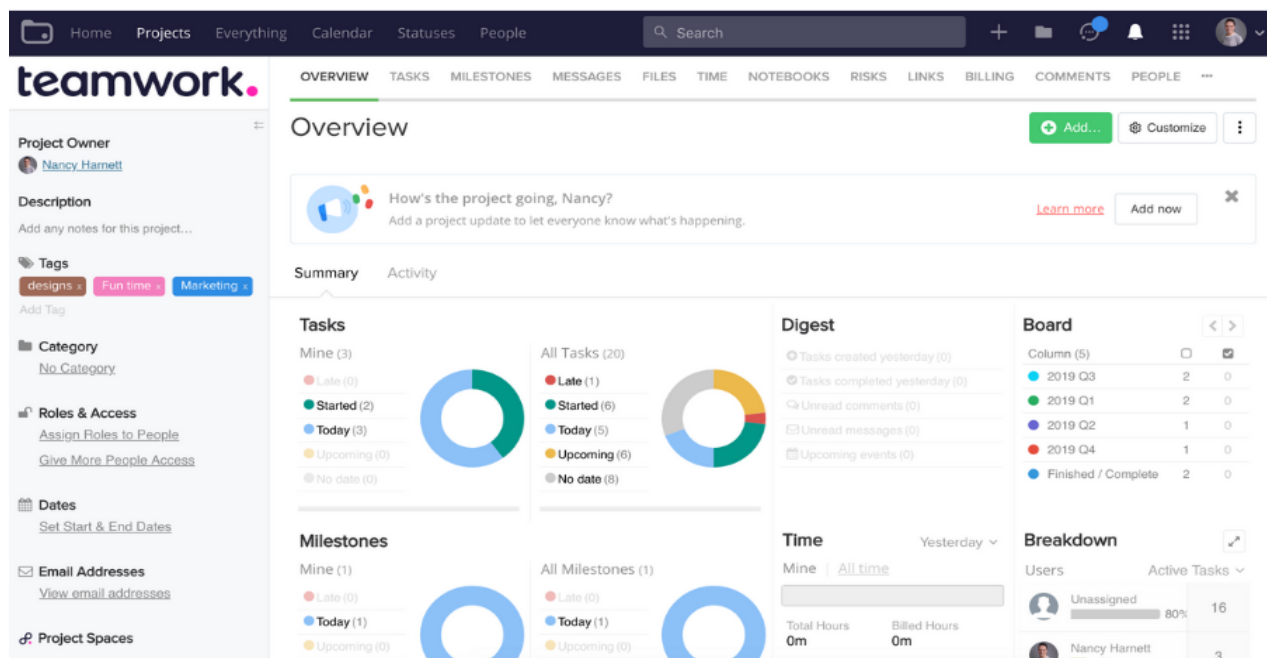 Home Projects Everything Calendar Statuses People Search
teamwork.
OVERVIEW TASKS MILESTONES MESSAGES FILES TIME NOTEBOOKS RISKS LINKS BILLING COMMENTS PEOPLE ...
Project Owner
Nancy Harnett
Description
Add any notes for this project...
Tags
designs x Fun time x Marketing x
Add Tag
Category
No Category
Roles & Access
Assign Roles to People
Give More People Access
Dates
Set Start & End Dates
Email Addresses
View email addresses
Project Spaces
Overview
Add... Customize
How's the project going, Nancy?
Add a project update to let everyone know what's happening.
Learn more Add now
Summary Activity
Tasks
Mine (3)
Late (0)
Started (2)
Today (3)
Upcoming (0)
No date (0)
All Tasks (20)
Late (1)
Started (6)
Today (5)
Upcoming (6)
No date (8)
Digest
Tasks created yesterday (0)
Tasks completed yesterday (0)
Unread comments (0)
Unread messages (0)
Upcoming events (0)
Board
Column (5)
2019 Q3 2 0
2019 Q1 2 0
2019 Q2 1 0
2019 Q4 1 0
Finished / Complete 2 0
Milestones
Mine (1)
Late (0)
Today (1)
Upcoming (0)
All Milestones (1)
Late (0)
Today (1)
Upcoming (0)
Time Yesterday
Mine | All time
Total Hours Billed Hours
0m 0m
Breakdown
Users Active Tasks
Unassigned
80% 16
Nancy Harnett
3